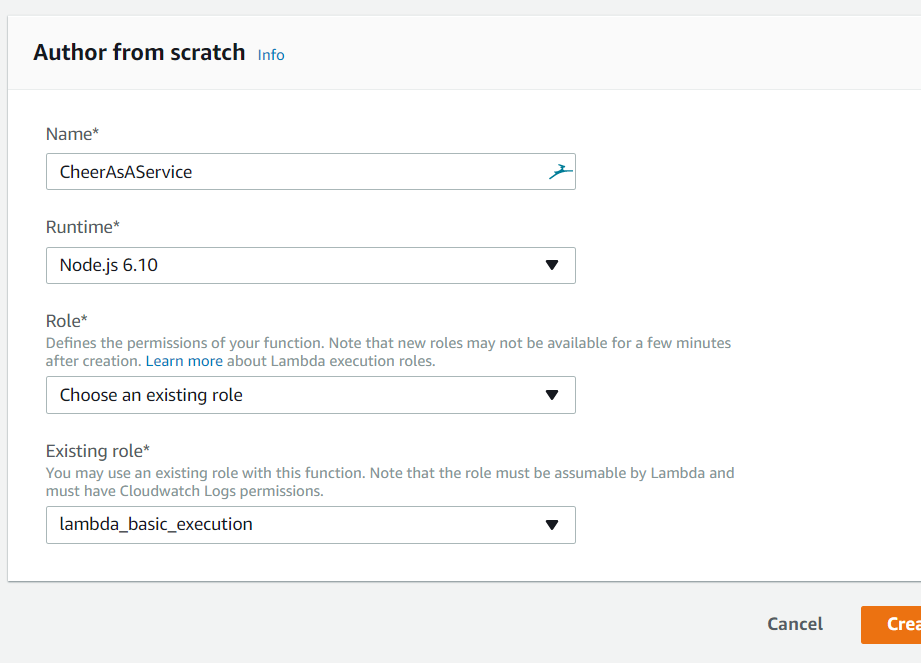 Author from scratch Info
Name*
CheerAsAService
Runtime*
Node.js 6.10
Role*
Defines the permissions of your function. Note that new roles may not be available for a few minutes
after creation. Learn more about Lambda execution roles.
Choose an existing role
Existing role*
You may use an existing role with this function. Note that the role must be assumable by Lambda and
must have Cloudwatch Logs permissions.
lambda_basic_execution
Cancel